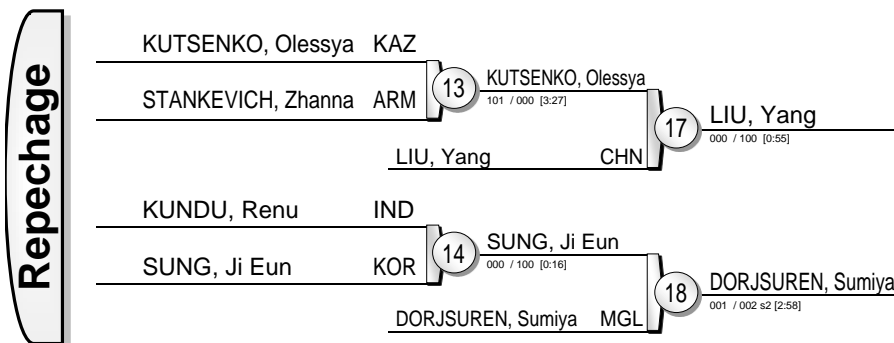 Repechage
KUTSENKO, Olessya KAZ
STANKEVICH, Zhanna ARM
13
KUTSENKO, Olessya
101 / 000 [3:27]
LIU, Yang CHN
17
LIU, Yang
000 / 100 [0:55]
KUNDU, Renu IND
SUNG, Ji Eun KOR
14
SUNG, Ji Eun
000 / 100 [0:16]
DORJSUREN, Sumiya MGL
18
DORJSUREN, Sumiya
001 / 002 s2 [2:58]